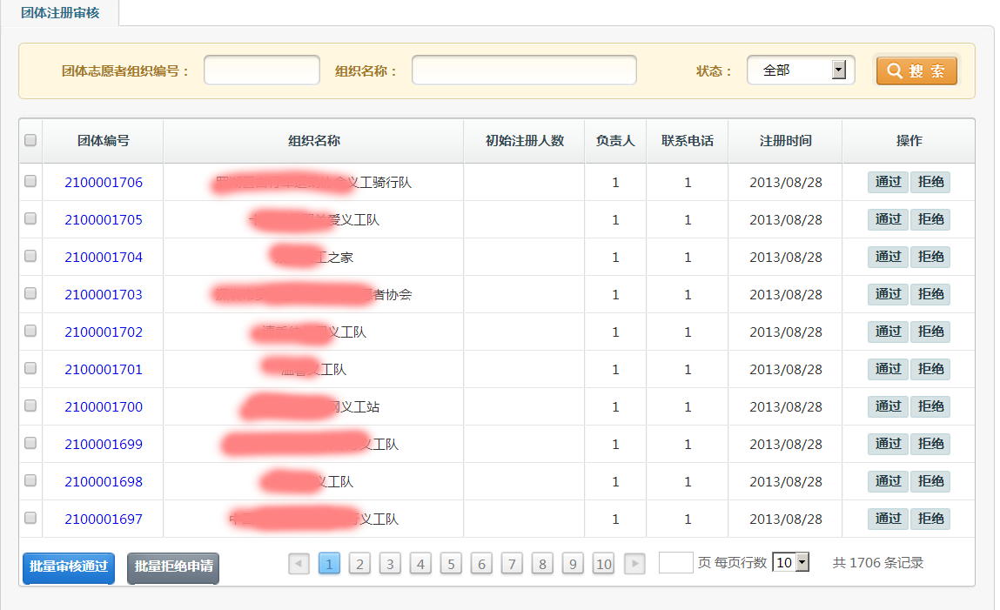 团体注册审核
团体志愿者组织编号： 组织名称： 状态： 全部 搜 索
团体编号 组织名称 初始注册人数 负责人 联系电话 注册时间 操作
2100001706 义工骑行队 1 1 2013/08/28 通过 拒绝
2100001705 爱义工队 1 1 2013/08/28 通过 拒绝
2100001704 工之家 1 1 2013/08/28 通过 拒绝
2100001703 者协会 1 1 2013/08/28 通过 拒绝
2100001702 义工队 1 1 2013/08/28 通过 拒绝
2100001701 工队 1 1 2013/08/28 通过 拒绝
2100001700 义工站 1 1 2013/08/28 通过 拒绝
2100001699 工队 1 1 2013/08/28 通过 拒绝
2100001698 义工队 1 1 2013/08/28 通过 拒绝
2100001697 义工队 1 1 2013/08/28 通过 拒绝
批量审核通过 批量拒绝申请 1 2 3 4 5 6 7 8 9 10 页 每页行数 10 共 1706 条记录